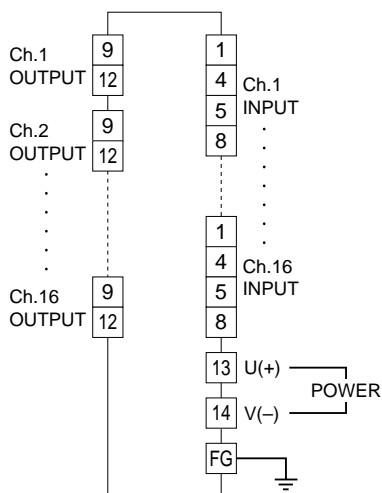 Ch.1
OUTPUT
9
12
Ch.2
OUTPUT
9
12
Ch.16
OUTPUT
9
12
1
4
5
8
Ch.1
INPUT
1
4
5
8
Ch.16
INPUT
13 U(+)
POWER
14 V(–)
FG